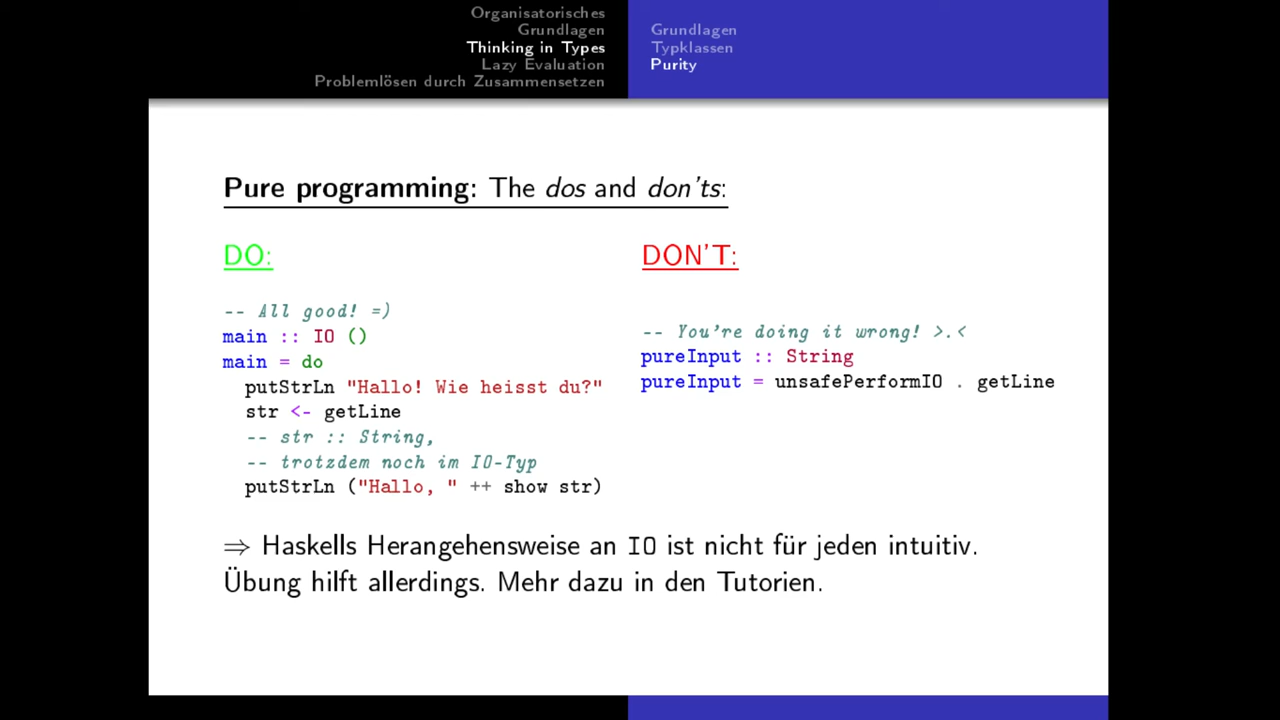 Organisatorisches
Grundlagen
Thinking in Types
Lazy Evaluation
Problemlösen durch Zusammensetzen
Grundlagen
Typklassen
Purity
Pure programming: The dos and don'ts:
DO:
-- All good! =)
main :: IO ()
main = do
putStrLn "Hallo! Wie heisst du?"
str <- getLine
-- str :: String,
-- trotzdem noch im IO-Typ
putStrLn ("Hallo, " ++ show str)
DON'T:
-- You're doing it wrong! >.<
pureInput :: String
pureInput = unsafePerformIO . getLine
⇒ Haskells Herangehensweise an IO ist nicht für jeden intuitiv.
Übung hilft allerdings. Mehr dazu in den Tutorien.